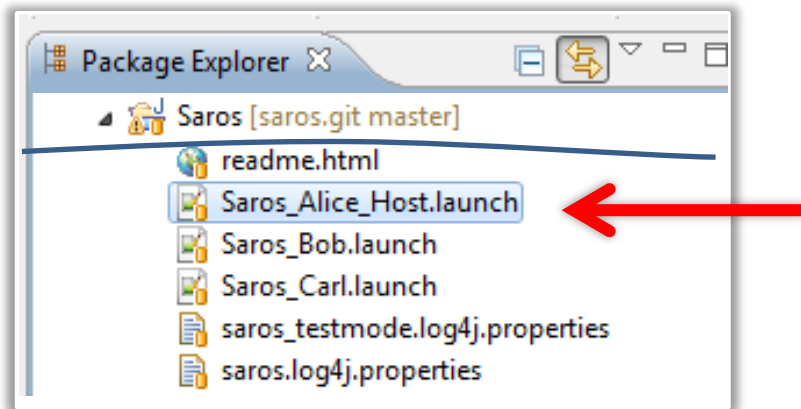 Package Explorer
Saros [saros.git master]
readme.html
Saros_Alice_Host.launch
Saros_Bob.launch
Saros_Carl.launch
saros_testmode.log4j.properties
saros.log4j.properties